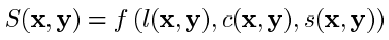 S(x, y) = f (l(x, y), c(x, y), s(x, y))